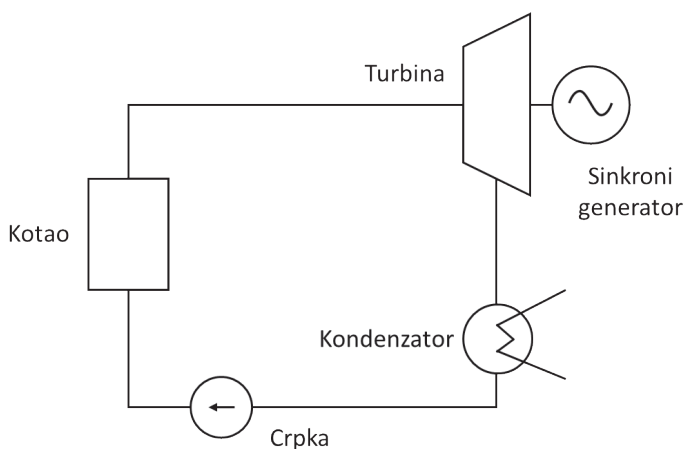 Turbina
Sinkroni
generator
Kotao
Kondenzator
Crpka